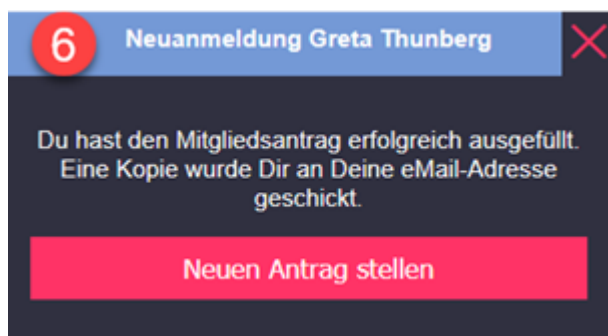 6
Neuanmeldung Greta Thunberg
Du hast den Mitgliedsantrag erfolgreich ausgefüllt.
Eine Kopie wurde Dir an Deine eMail-Adresse
geschickt.
Neuen Antrag stellen